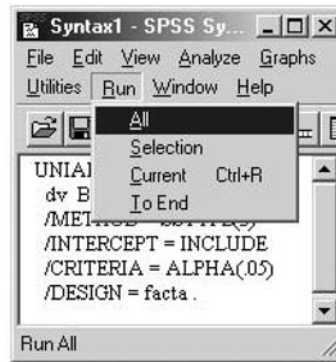 Syntax1 - SPSS Sy...
File Edit View Analyze Graphs
Utilities Run Window Help
All
Selection
Current Ctrl+R
To End
dv B
/INTERCEPT = INCLUDE
/CRITERIA = ALPHA(.05)
/DESIGN = facta .
Run All